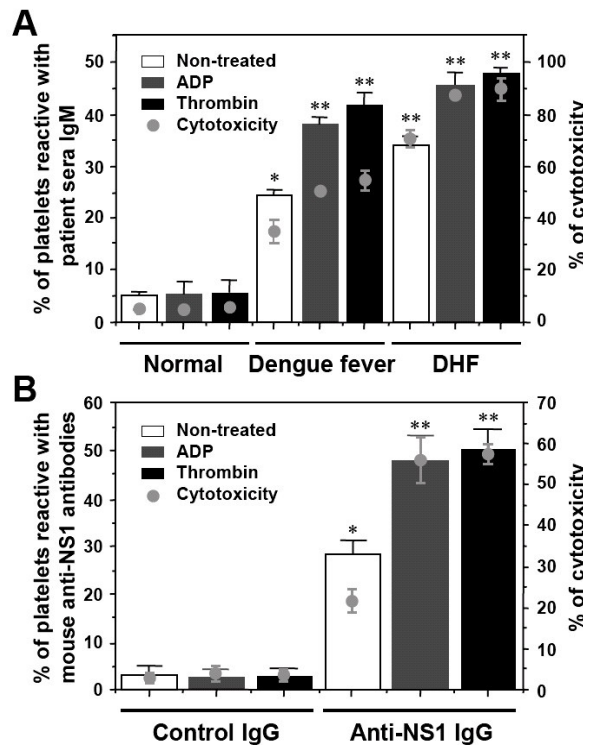 A
% of platelets reactive with
patient sera IgM
50
40
30
20
10
0
Non-treated
ADP
Thrombin
Cytotoxicity
*
**
**
**
**
**
100
80
60
40
20
0
% of cytotoxicity
Normal
Dengue fever
DHF
B
% of platelets reactive with
mouse anti-NS1 antibodies
60
50
40
30
20
10
0
Non-treated
ADP
Thrombin
Cytotoxicity
*
**
**
70
60
50
40
30
20
10
0
% of cytotoxicity
Control IgG
Anti-NS1 IgG